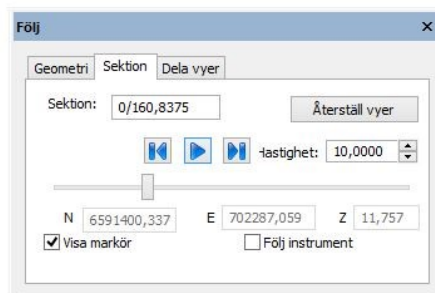 Följ
Geometri Sektion Dela vyer
Sektion: 0/160,8375 Återställ vyer
Hastighet: 10,0000
N 6591400,337 E 702287,059 Z 11,757
Visa markör Följ instrument